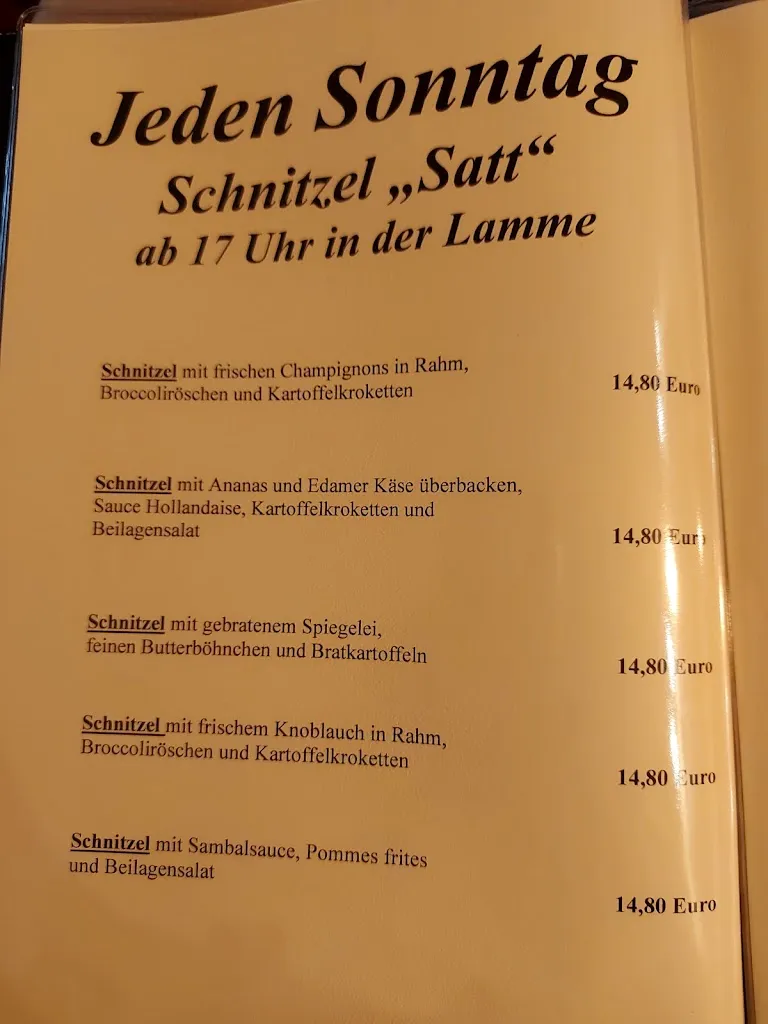 Jeden Sonntag
Schnitzel „Satt“
ab 17 Uhr in der Lamme
Schnitzel mit frischen Champignons in Rahm,
Broccoliröschen und Kartoffelkroketten
14,80 Euro
Schnitzel mit Ananas und Edamer Käse überbacken,
Sauce Hollandaise, Kartoffelkroketten und
Beilagensalat
14,80 Euro
Schnitzel mit gebratenem Spiegelei,
feinen Butterböhnchen und Bratkartoffeln
14,80 Euro
Schnitzel mit frischem Knoblauch in Rahm,
Broccoliröschen und Kartoffelkroketten
14,80 Euro
Schnitzel mit Sambalsauce, Pommes frites
und Beilagensalat
14,80 Euro